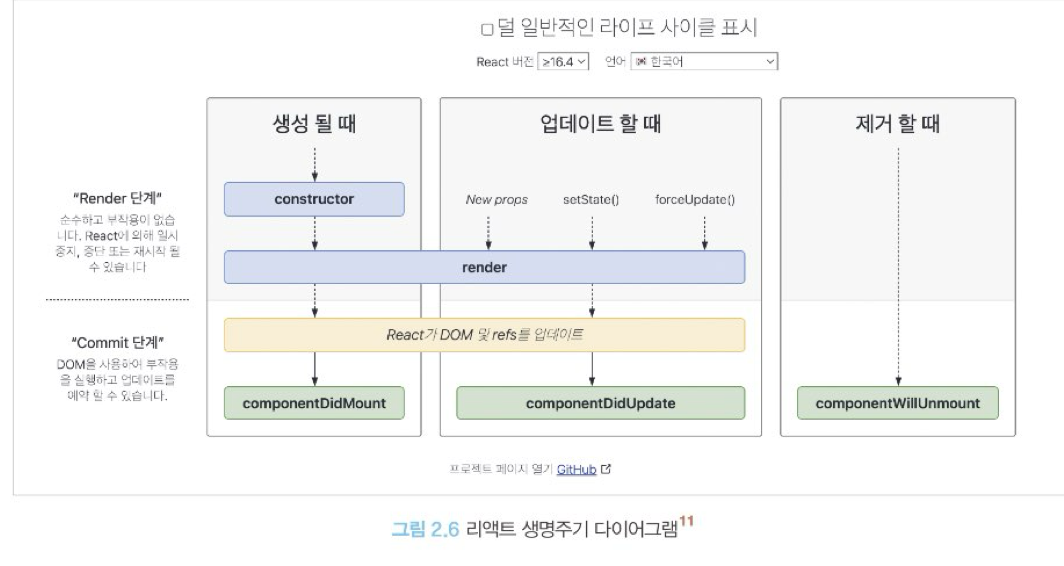 덜 일반적인 라이프 사이클 표시
React 버전 ≥16.4 언어 한국어
생성 될 때
업데이트 할 때
제거 할 때
"Render 단계"
순수하고 부작용이 없습
니다. React에 의해 일시
중지, 중단 또는 재시작 될
수 있습니다
constructor
New props
setState()
forceUpdate()
render
React가 DOM 및 refs를 업데이트
"Commit 단계"
DOM을 사용하여 부작용
을 실행하고 업데이트를
예약 할 수 있습니다.
componentDidMount
componentDidUpdate
componentWillUnmount
프로젝트 페이지 열기 GitHub
그림 2.6 리액트 생명주기 다이어그램11